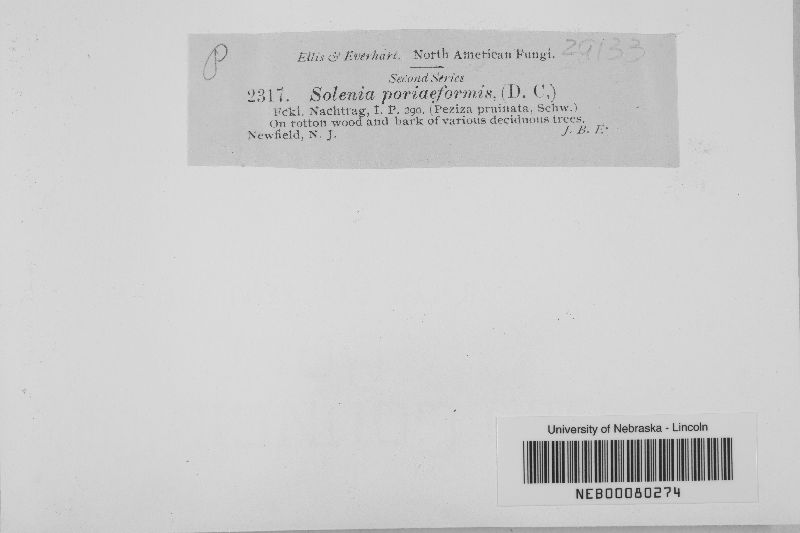 P
Ellis & Everhart. North American Fungi. 29133
Second Series
2317. Solenia poriaeformis, (D. C.)
Fckl. Nachtrag, I. P. 290. (Peziza pruinata, Schw.)
On rotton wood and bark of various deciduous trees.
Newfield, N. J. J. B. E.
University of Nebraska - Lincoln
NEB00080274